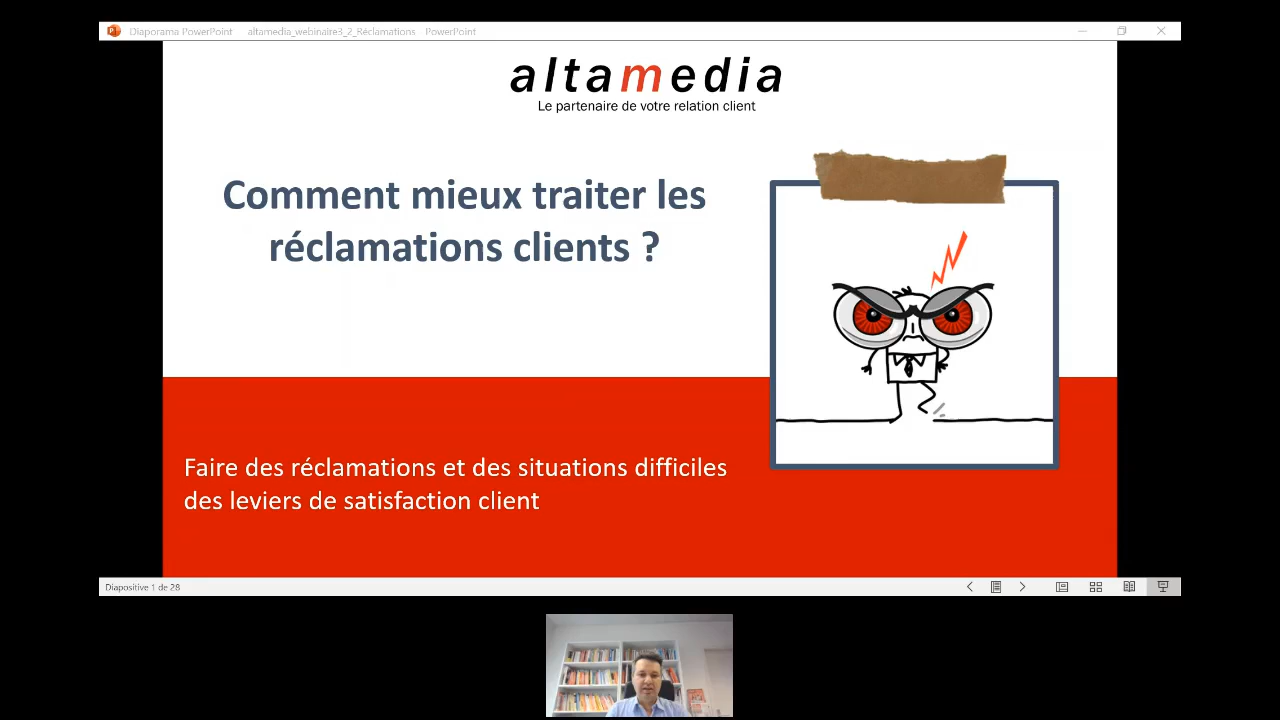 Diaporama PowerPoint altamedia_webinaire3_2_Réclamations PowerPoint
altamedia
Le partenaire de votre relation client
Comment mieux traiter les
réclamations clients ?
Faire des réclamations et des situations difficiles
des leviers de satisfaction client
Diapositive 1 de 28